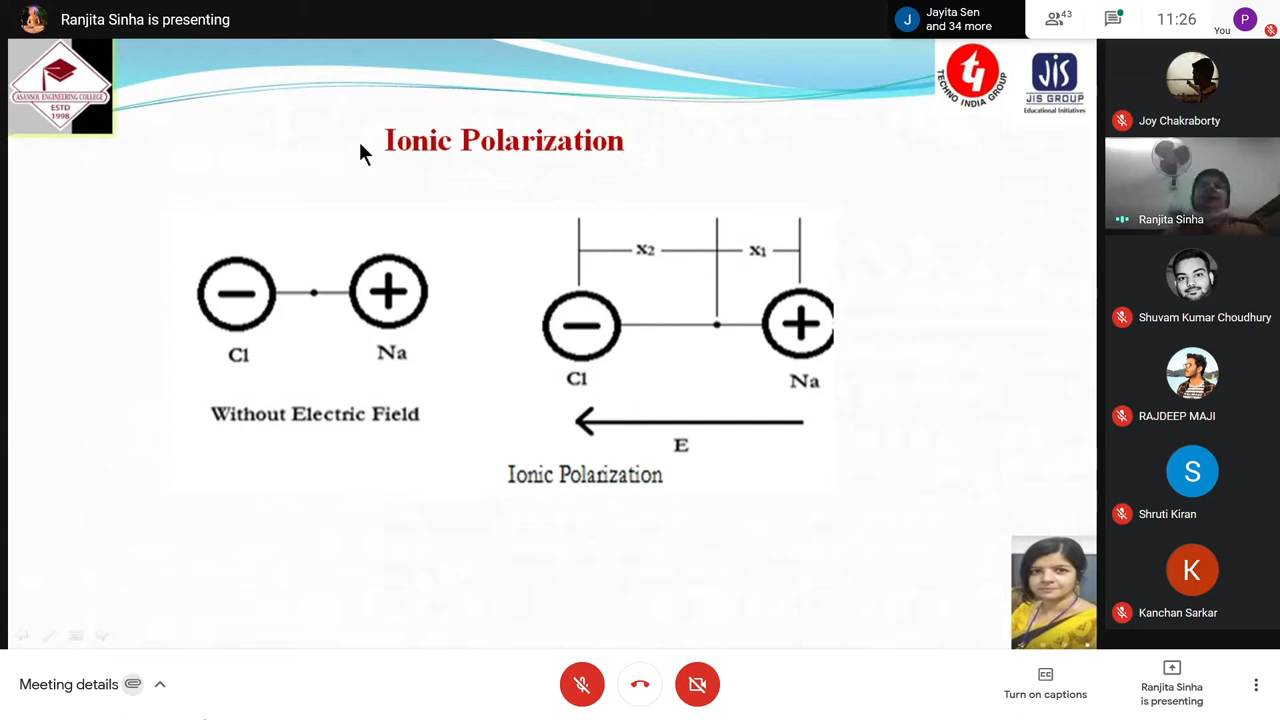 Ranjita Sinha is presenting
J
Jayita Sen
and 34 more
43
11:26
You
P
ASANSOL ENGINEERING COLLEGE
ESTD
1998
TECHNO INDIA GROUP
JIS
JIS GROUP
Educational Initiatives
Ionic Polarization
Cl
Na
Without Electric Field
x2
x1
Cl
Na
E
Ionic Polarization
Joy Chakraborty
Ranjita Sinha
Shuvam Kumar Choudhury
RAJDEEP MAJI
S
Shruti Kiran
K
Kanchan Sarkar
Meeting details
CC
Turn on captions
Ranjita Sinha
is presenting